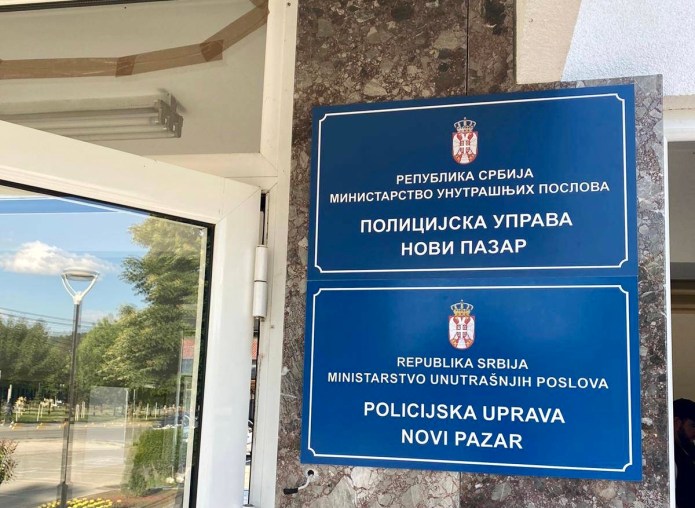 РЕПУБЛИКА СРБИЈА
МИНИСТАРСТВО УНУТРАШЊИХ ПОСЛОВА
ПОЛИЦИЈСКА УПРАВА
НОВИ ПАЗАР
REPUBLIKA SRBIJA
MINISTARSTVO UNUTRAŠNJIH POSLOVA
POLICIJSKA UPRAVA
NOVI PAZAR